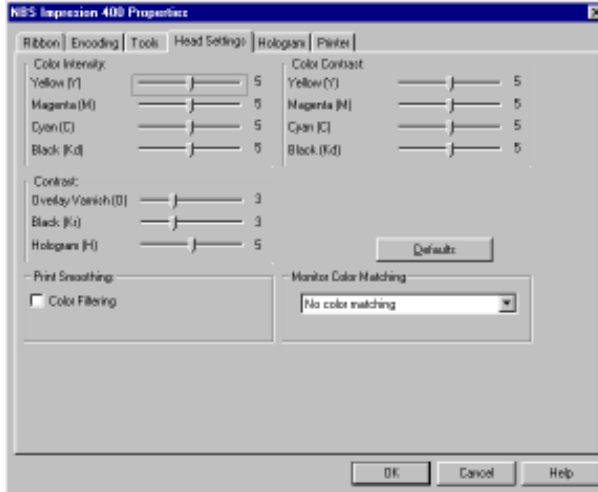 NBS Impresion 400 Properties
Ribbon Encoding Tools Head Settings Hologram Printer
Color Intensity:
Yellow (Y) 5
Magenta (M) 5
Cyan (C) 5
Black (Kd) 5
Color Contrast:
Yellow (Y) 5
Magenta (M) 5
Cyan (C) 5
Black (Kd) 5
Contrast:
Overlay Varnish (O) 3
Black (Kr) 3
Hologram (H) 5
Defaults
Print Smoothing:
Color Filtering
Monitor Color Matching
No color matching
OK Cancel Help